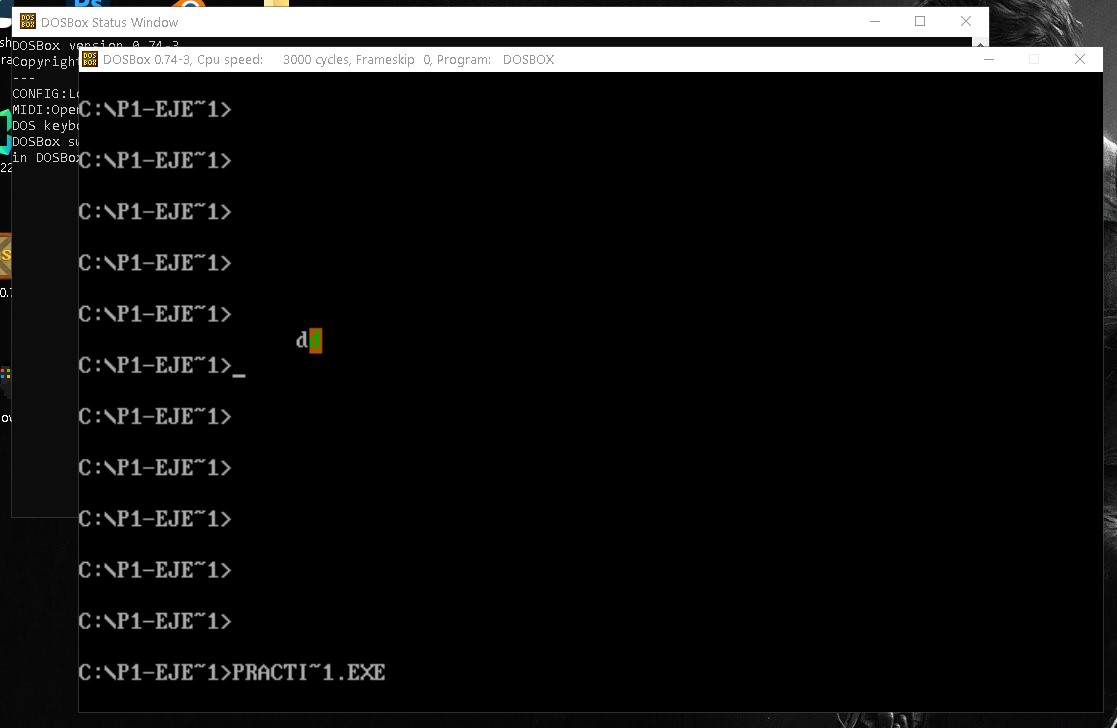 DOSBox Status Window
DOSBox version 0.74-3
Copyright
---
CONFIG:Lo
MIDI:Open
DOS keybo
DOSBox su
in DOSBox
DOSBox 0.74-3, Cpu speed: 3000 cycles, Frameskip 0, Program: DOSBOX
C:\P1-EJE~1>
C:\P1-EJE~1>
C:\P1-EJE~1>
C:\P1-EJE~1>
C:\P1-EJE~1>
dd
C:\P1-EJE~1>_
C:\P1-EJE~1>
C:\P1-EJE~1>
C:\P1-EJE~1>
C:\P1-EJE~1>
C:\P1-EJE~1>
C:\P1-EJE~1>PRACTI~1.EXE